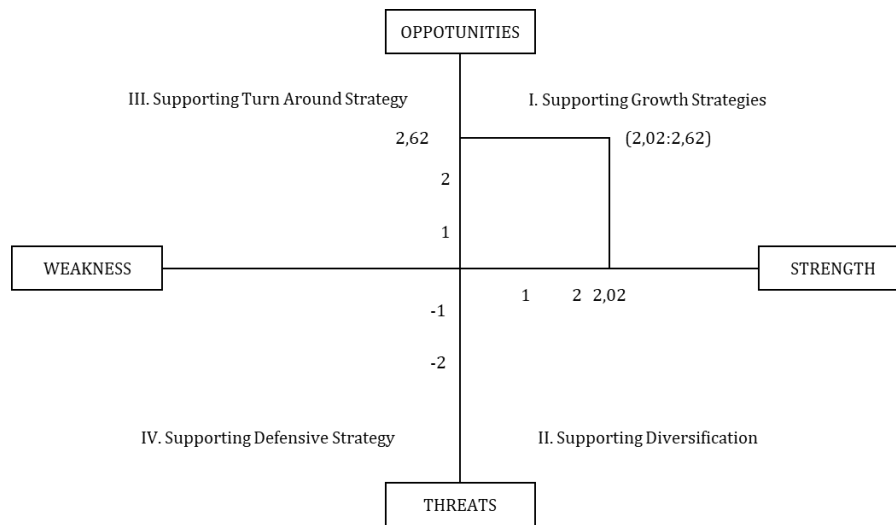 OPPOTUNITIES
III. Supporting Turn Around Strategy
I. Supporting Growth Strategies
2,62
(2,02:2,62)
2
1
WEAKNESS
STRENGTH
1
2
2,02
-1
-2
IV. Supporting Defensive Strategy
II. Supporting Diversification
THREATS